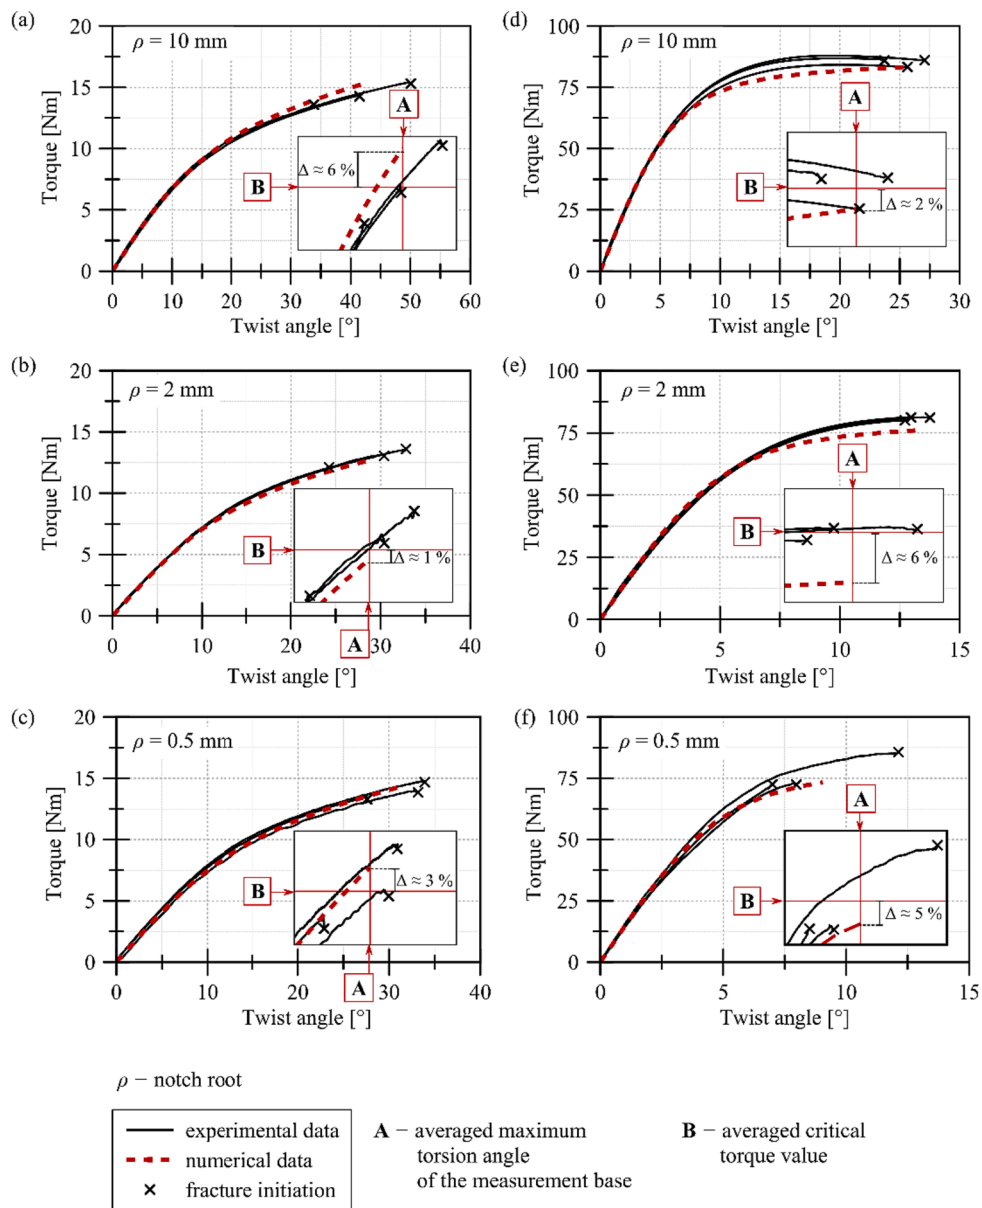 (a)
ρ = 10 mm
Torque [Nm]
20
15
10
5
0
0 10 20 30 40 50 60
Twist angle [°]
A
B
Δ ≈ 6 %
(d)
ρ = 10 mm
Torque [Nm]
100
75
50
25
0
0 5 10 15 20 25 30
Twist angle [°]
A
B
Δ ≈ 2 %
(b)
ρ = 2 mm
Torque [Nm]
20
15
10
5
0
0 10 20 30 40
Twist angle [°]
B
Δ ≈ 1 %
A
(e)
ρ = 2 mm
Torque [Nm]
100
75
50
25
0
0 5 10 15
Twist angle [°]
A
B
Δ ≈ 6 %
(c)
ρ = 0.5 mm
Torque [Nm]
20
15
10
5
0
0 10 20 30 40
Twist angle [°]
B
Δ ≈ 3 %
A
(f)
ρ = 0.5 mm
Torque [Nm]
100
75
50
25
0
0 5 10 15
Twist angle [°]
A
B
Δ ≈ 5 %
ρ – notch root
experimental data
numerical data
fracture initiation
A – averaged maximum
torsion angle
of the measurement base
B – averaged critical
torque value